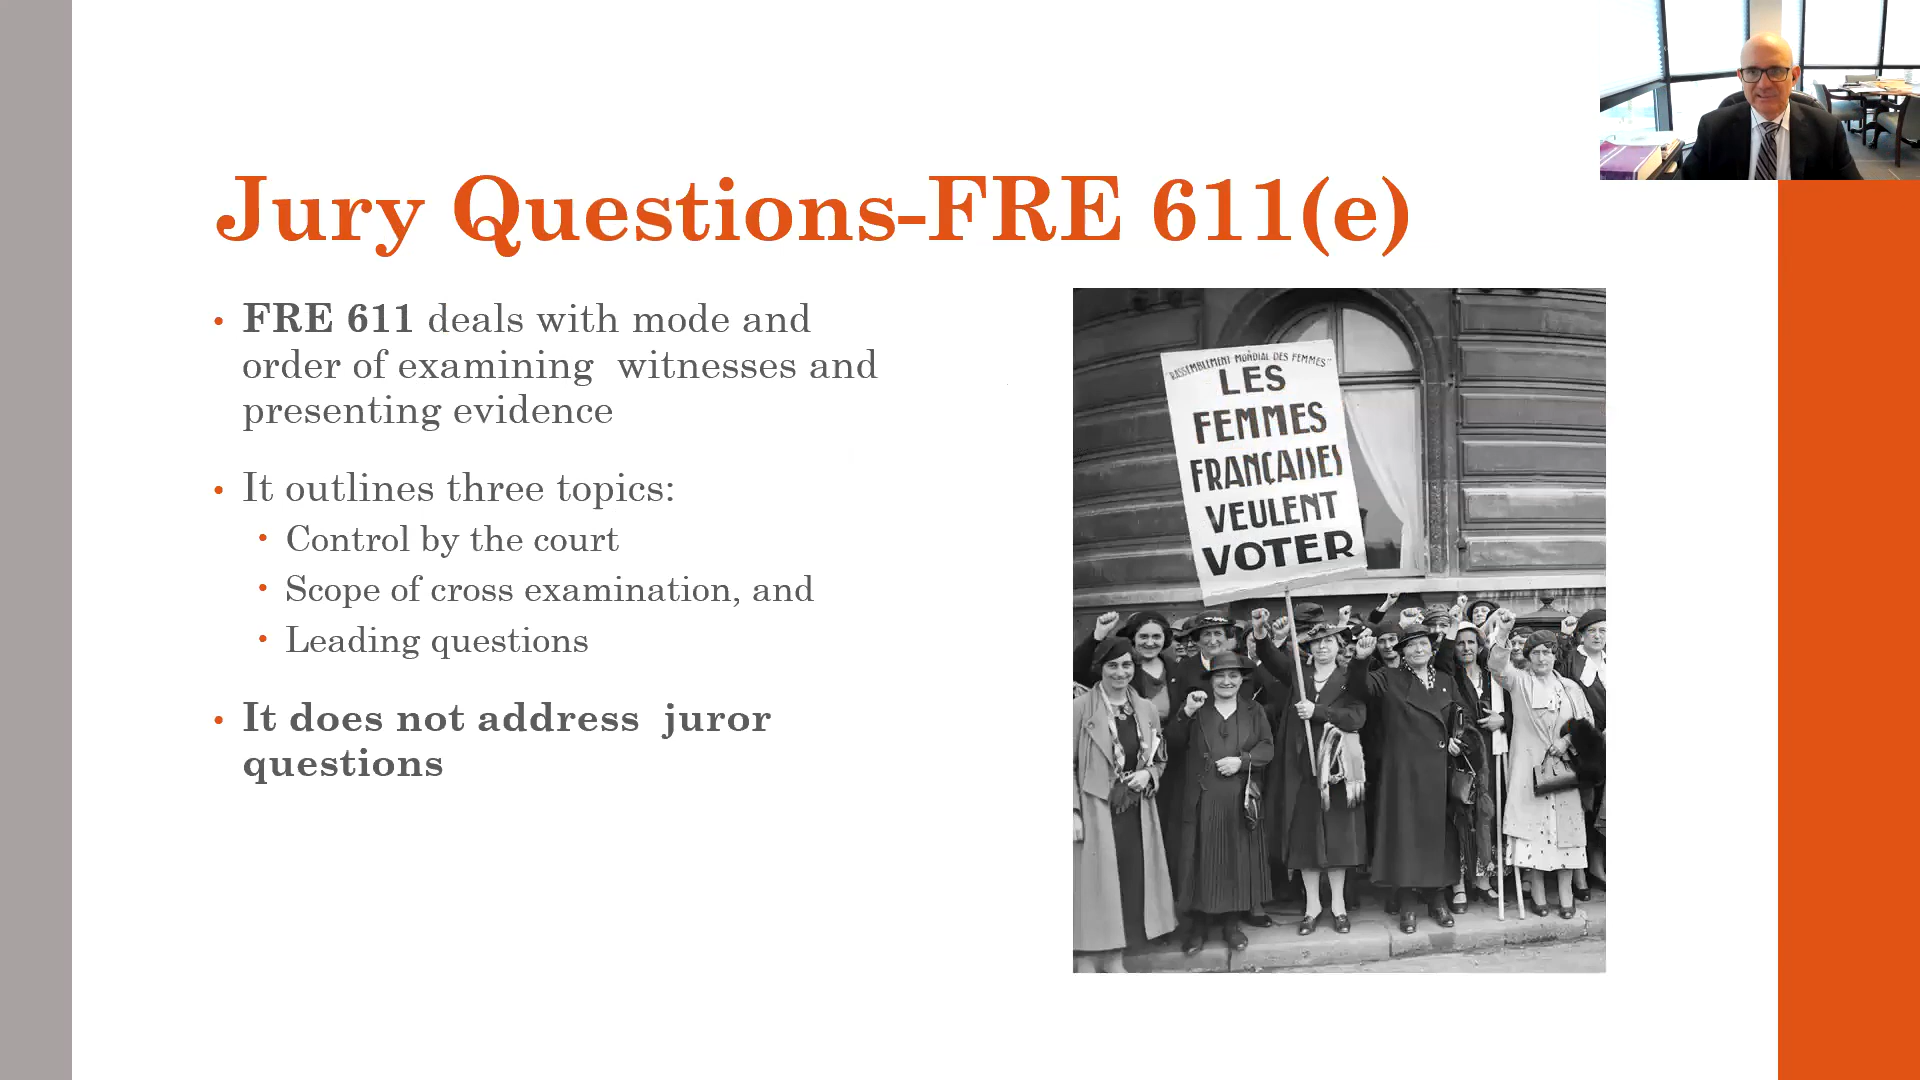 Jury Questions-FRE 611(e)
• FRE 611 deals with mode and
order of examining witnesses and
presenting evidence
• It outlines three topics:
• Control by the court
• Scope of cross examination, and
• Leading questions
• It does not address juror
questions
"RASSEMBLEMENT MONDIAL DES FEMMES"
LES
FEMMES
FRANÇAISES
VEULENT
VOTER